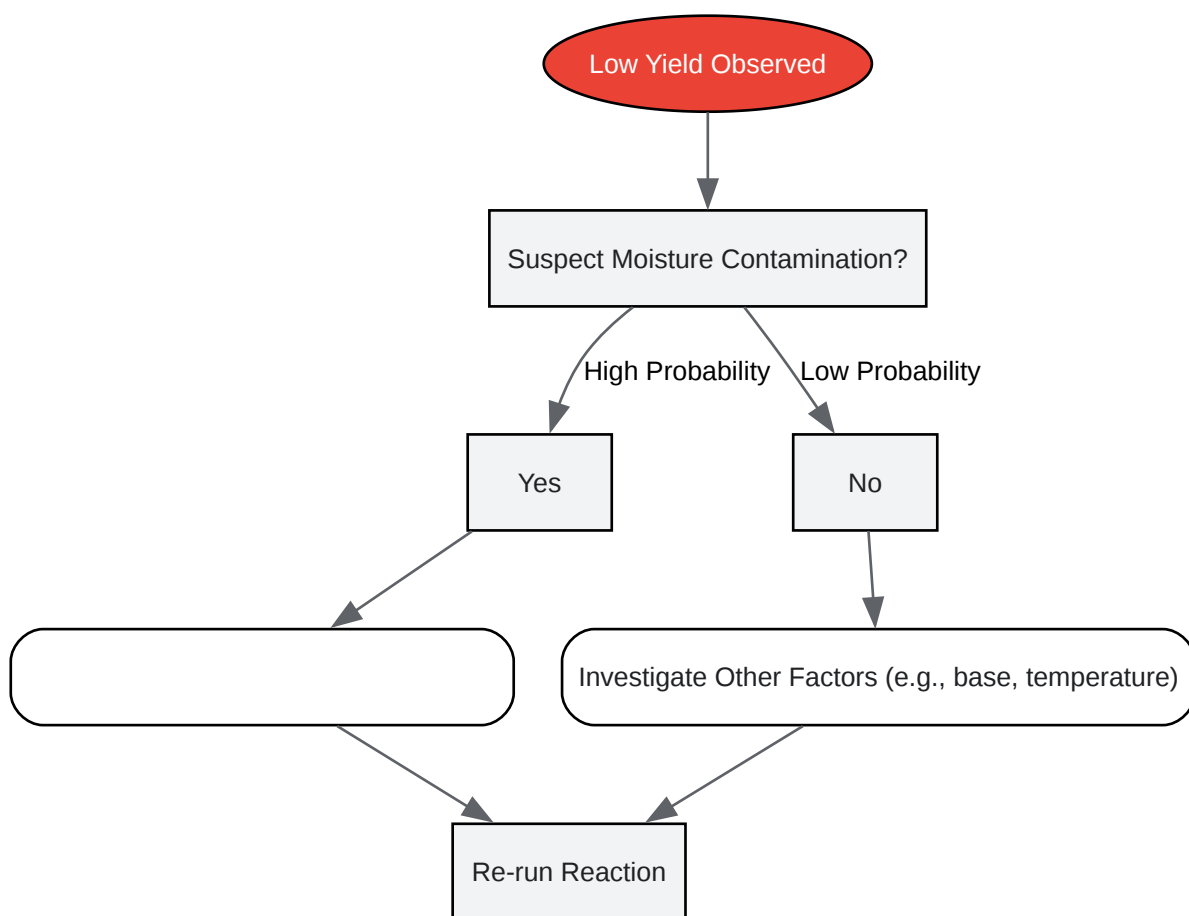 Low Yield Observed
Suspect Moisture Contamination?
High Probability
Low Probability
Yes
No
Investigate Other Factors (e.g., base, temperature)
Re-run Reaction